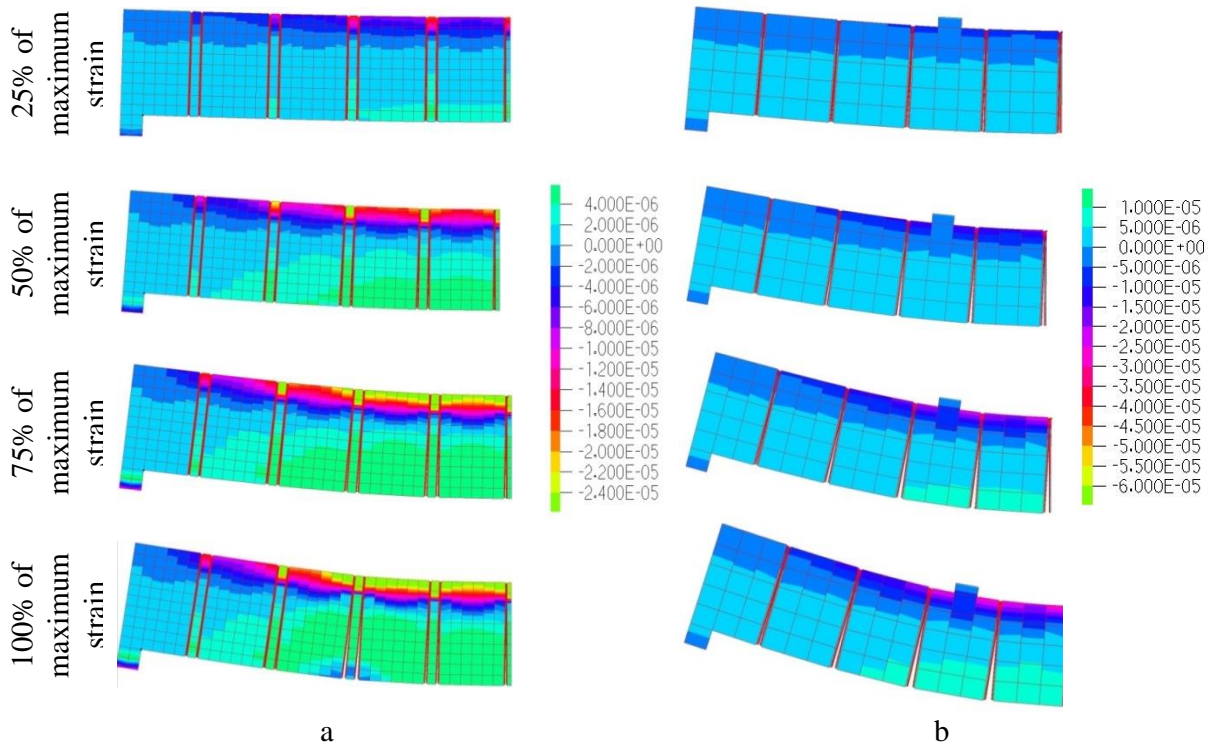 25% of
maximum
strain
50% of
maximum
strain
75% of
maximum
strain
100% of
maximum
strain
4.000E-06
2.000E-06
0.000E+00
-2.000E-06
-4.000E-06
-6.000E-06
-8.000E-06
-1.000E-05
-1.200E-05
-1.400E-05
-1.600E-05
-1.800E-05
-2.000E-05
-2.200E-05
-2.400E-05
1.000E-05
5.000E-06
0.000E+00
-5.000E-06
-1.000E-05
-1.500E-05
-2.000E-05
-2.500E-05
-3.000E-05
-3.500E-05
-4.000E-05
-4.500E-05
-5.000E-05
-5.500E-05
-6.000E-05
a
b